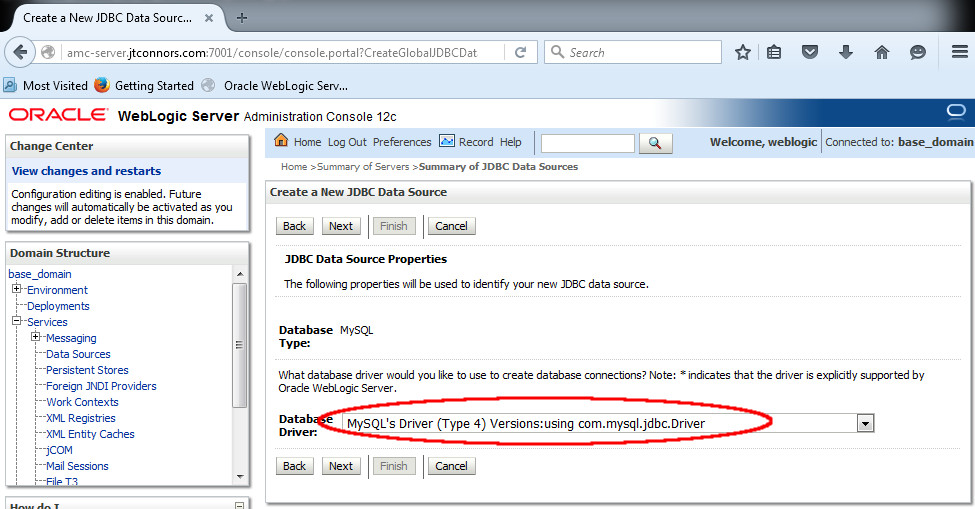 Create a New JDBC Data Sourc...
amc-server.jtconnors.com:7001/console/console.portal?CreateGlobalJDBCDat
Search
Most Visited
Getting Started
Oracle WebLogic Serv...
ORACLE WebLogic Server Administration Console 12c
Change Center
View changes and restarts
Configuration editing is enabled. Future
changes will automatically be activated as you
modify, add or delete items in this domain.
Domain Structure
base_domain
Environment
Deployments
Services
Messaging
Data Sources
Persistent Stores
Foreign JNDI Providers
Work Contexts
XML Registries
XML Entity Caches
jCOM
Mail Sessions
File T3
How do I
Home Log Out Preferences Record Help
Welcome, weblogic
Connected to: base_domain
Home >Summary of Servers >Summary of JDBC Data Sources
Create a New JDBC Data Source
Back Next Finish Cancel
JDBC Data Source Properties
The following properties will be used to identify your new JDBC data source.
Database MySQL
Type:
What database driver would you like to use to create database connections? Note: * indicates that the driver is explicitly supported by
Oracle WebLogic Server.
Database
Driver:
MySQL's Driver (Type 4) Versions:using com.mysql.jdbc.Driver
Back Next Finish Cancel